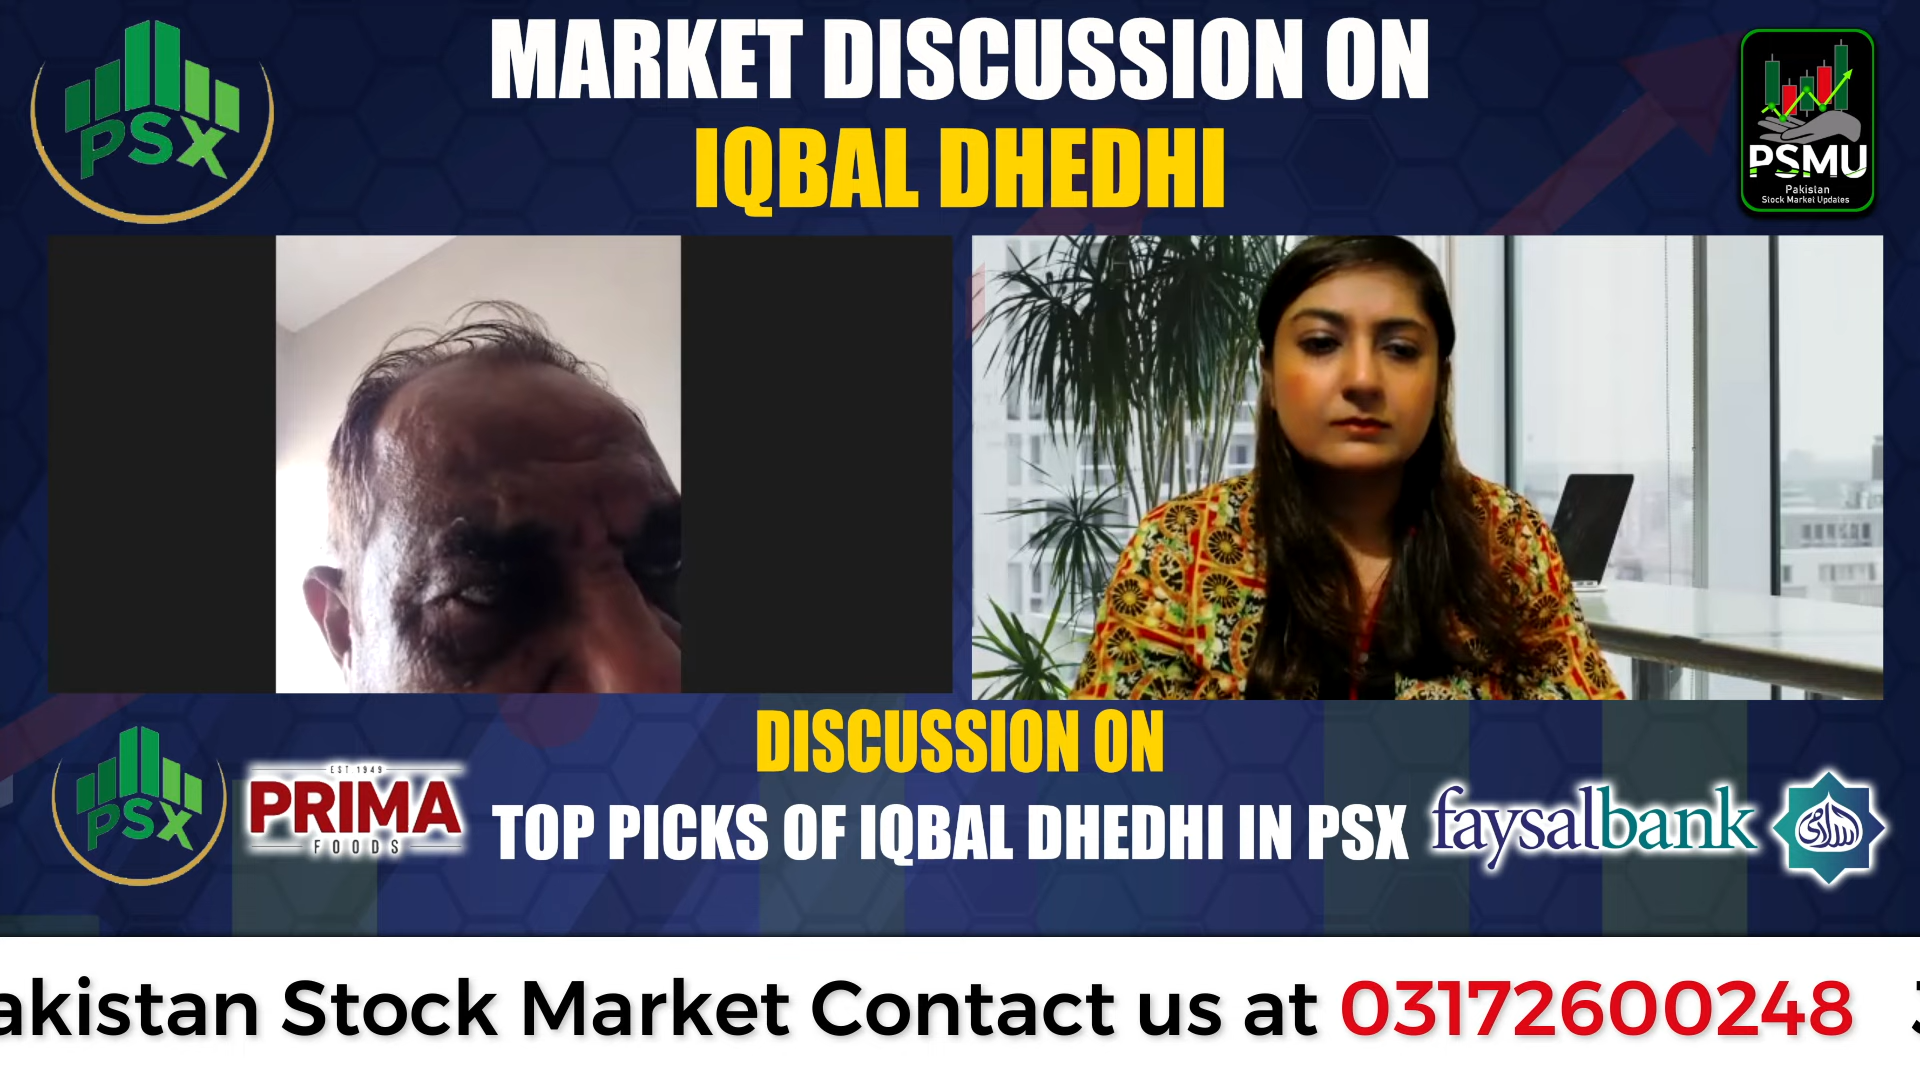 PSX
MARKET DISCUSSION ON
IQBAL DHEDHI
PSMU
Pakistan
Stock Market Updates
DISCUSSION ON
TOP PICKS OF IQBAL DHEDHI IN PSX
PSX
EST. 1949
PRIMA
FOODS
faysalbank
akistan Stock Market Contact us at 03172600248